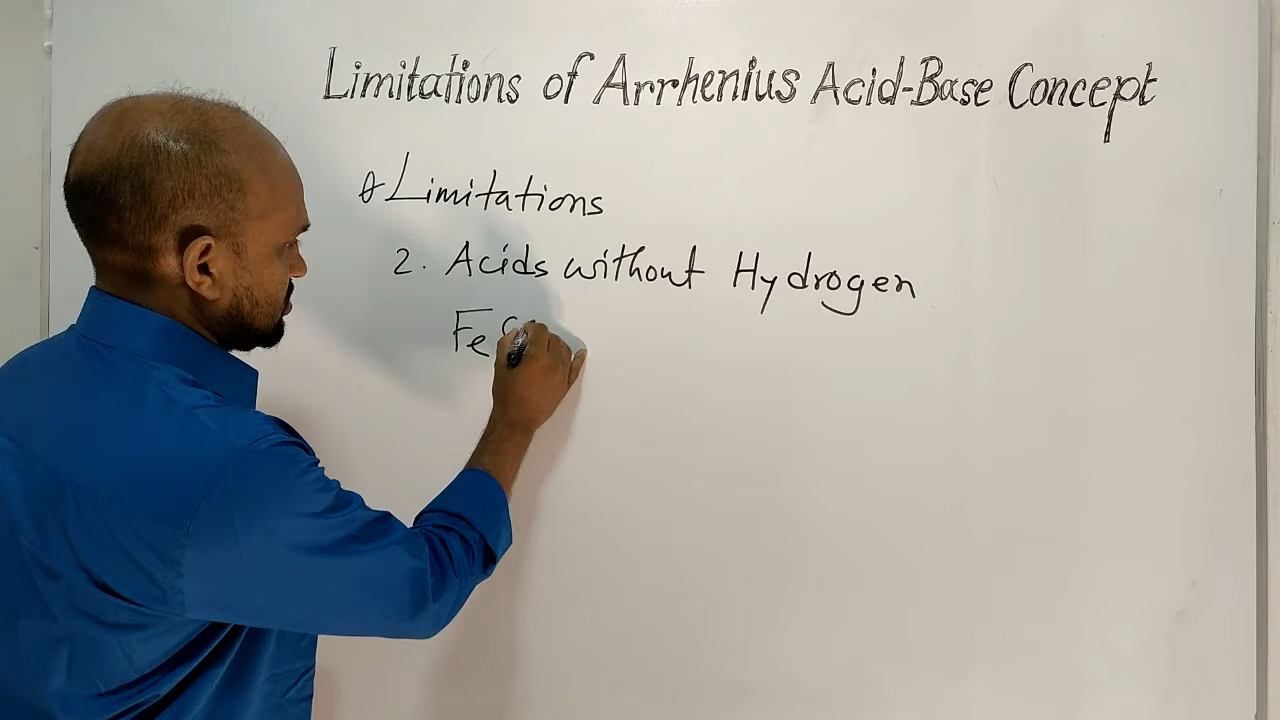 Limitations of Arrhenius Acid-Base Concept
Limitations
2. Acids without Hydrogen
Fe